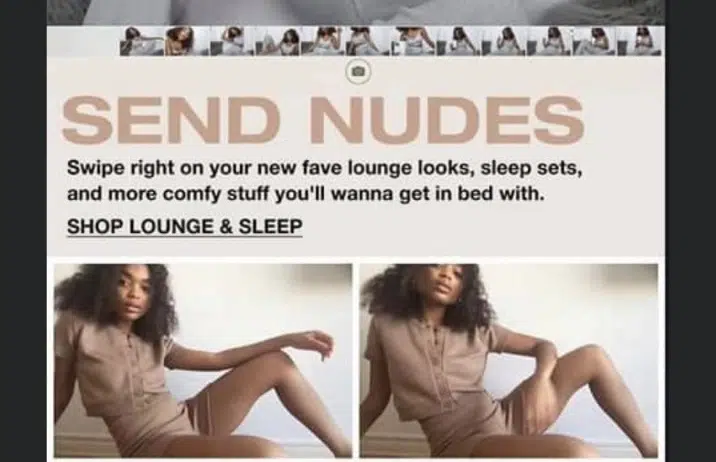 SEND NUDES
Swipe right on your new fave lounge looks, sleep sets,
and more comfy stuff you'll wanna get in bed with.
SHOP LOUNGE & SLEEP